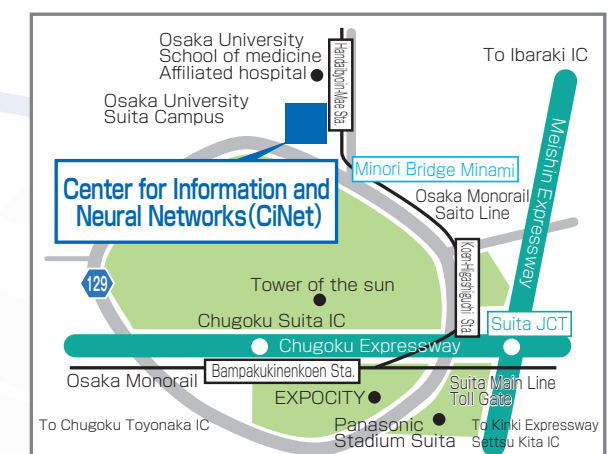 Osaka University
School of medicine
Affiliated hospital
Handaibyoin-Mae Sta.
To Ibaraki IC
Osaka University
Suita Campus
Meishin Expressway
Minori Bridge Minami
Center for Information and
Neural Networks(CiNet)
Osaka Monorail
Saito Line
Koen-Higashiguchi Sta.
129
Tower of the sun
Chugoku Suita IC
Suita JCT
Chugoku Expressway
Osaka Monorail
Bampakukinenkoen Sta.
Suita Main Line
Toll Gate
EXPOCITY
To Chugoku Toyonaka IC
Panasonic
Stadium Suita
To Kinki Expressway
Settsu Kita IC